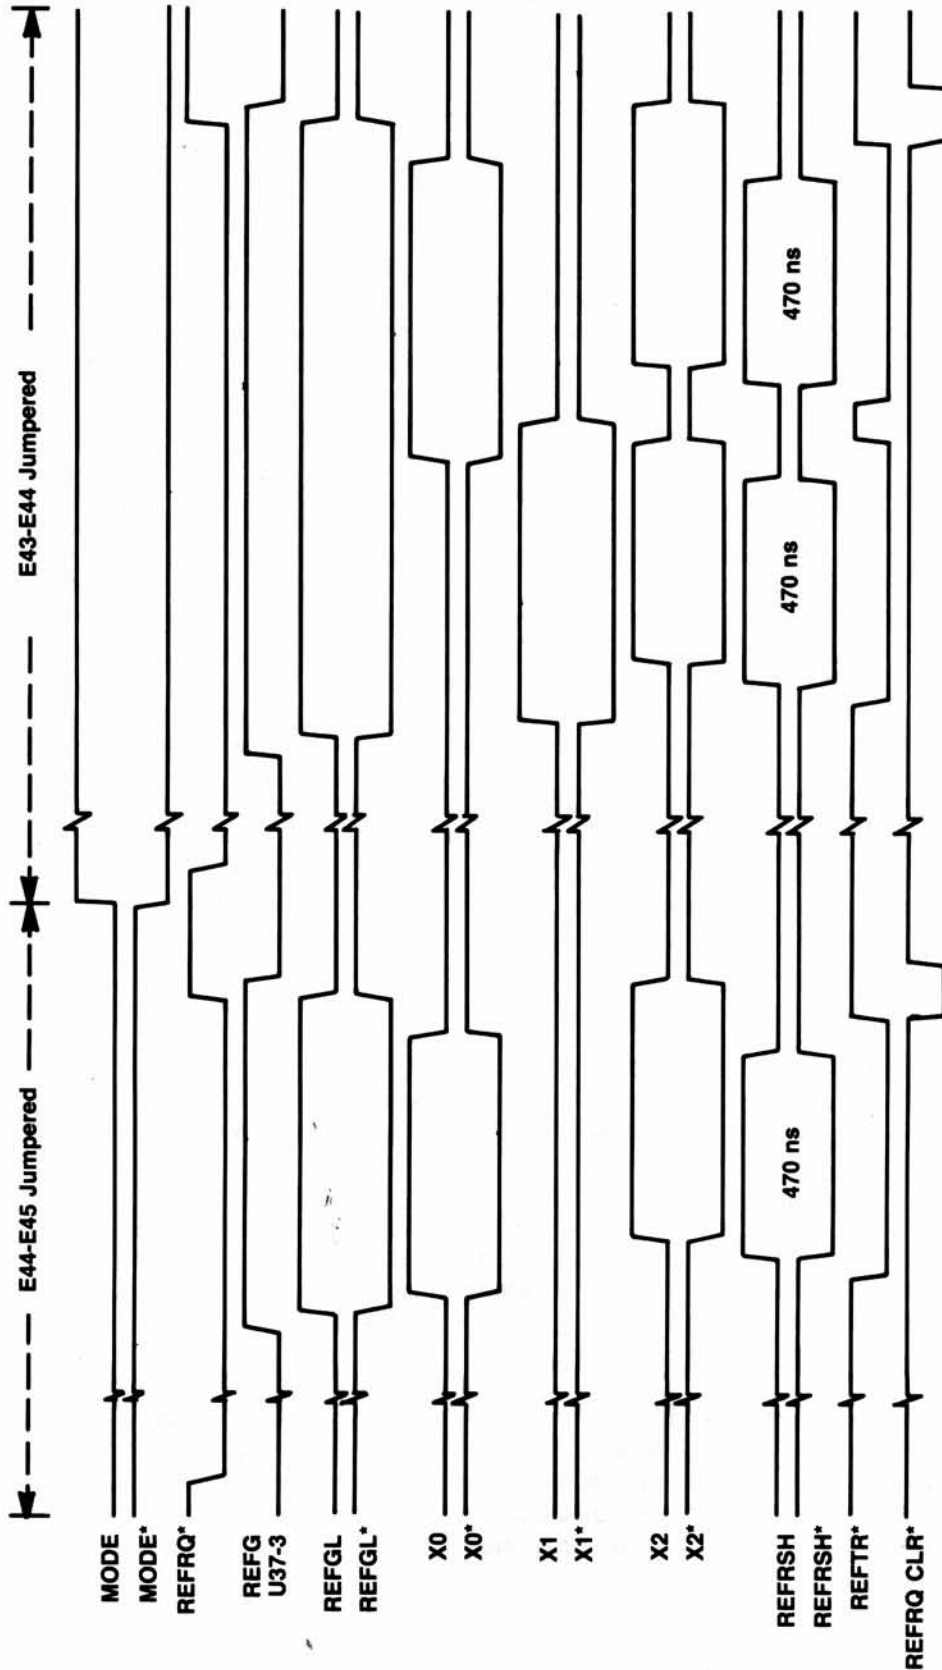 E44-E45 Jumpered
E43-E44 Jumpered
MODE
MODE*
REFRQ*
REFG
U37-3
REFGL
REFGL*
X0
X0*
X1
X1*
X2
X2*
REFRSH
470 ns
470 ns
470 ns
REFRSH*
REFTR*
REFRQ CLR*